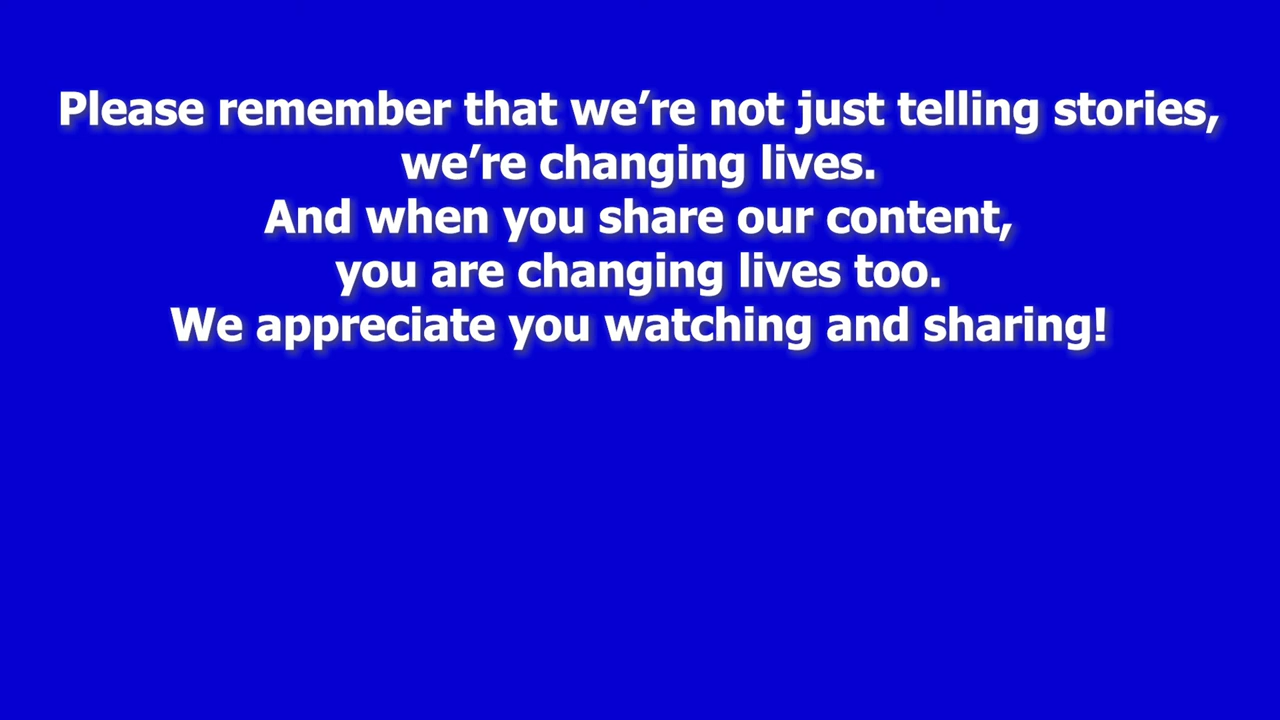 Please remember that we’re not just telling stories,
we’re changing lives.
And when you share our content,
you are changing lives too.
We appreciate you watching and sharing!